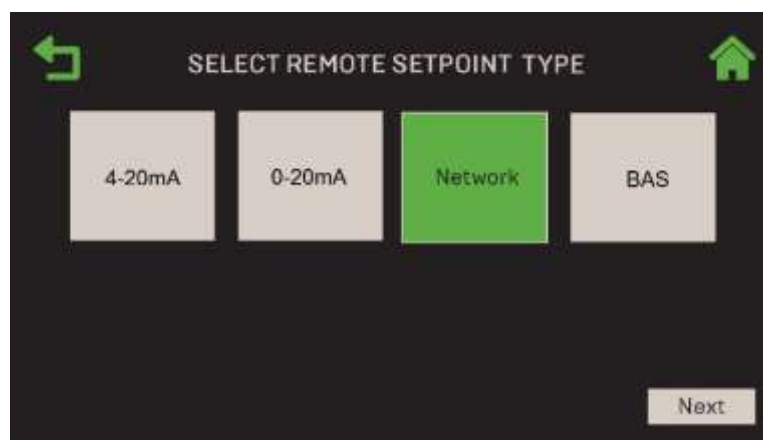 SELECT REMOTE SETPOINT TYPE
4-20mA
0-20mA
Network
BAS
Next